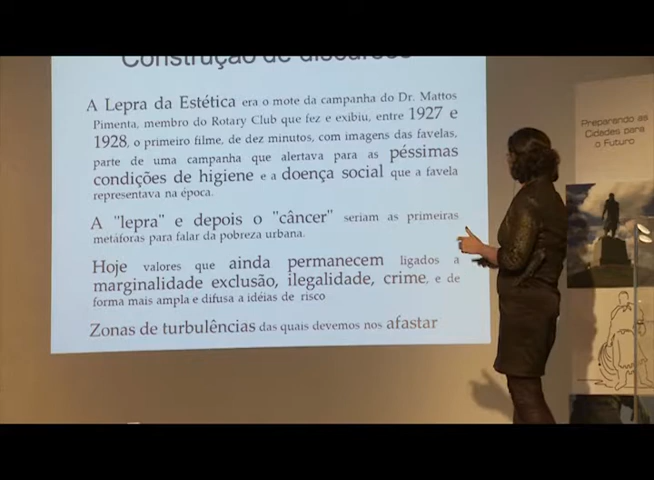 Construção de discursos
A Lepra da Estética era o mote da campanha do Dr. Mattos
Pimenta, membro do Rotary Club que fez e exibiu, entre 1927 e
1928, o primeiro filme, de dez minutos, com imagens das favelas,
parte de uma campanha que alertava para as péssimas
condições de higiene e a doença social que a favela
representava na época.
A "lepra" e depois o "câncer" seriam as primeiras
metáforas para falar da pobreza urbana.
Hoje valores que ainda permanecem ligados a
marginalidade exclusão, ilegalidade, crime, e de
forma mais ampla e difusa a idéias de risco
Zonas de turbulências das quais devemos nos afastar
Preparando as
Cidades para
o Futuro